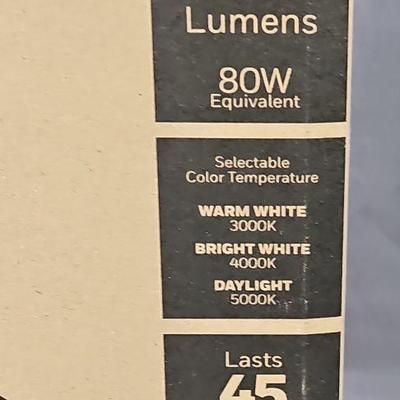 Lumens
80W
Equivalent
Selectable
Color Temperature
WARM WHITE
3000K
BRIGHT WHITE
4000K
DAYLIGHT
5000K
Lasts
45